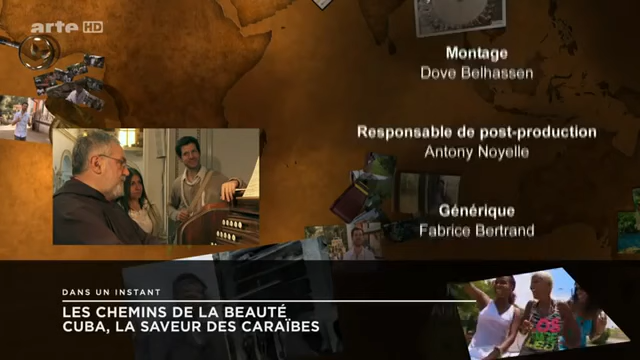 arte HD
Montage
Dove Belhassen
Responsable de post-production
Antony Noyelle
Générique
Fabrice Bertrand
DANS UN INSTANT
LES CHEMINS DE LA BEAUTÉ
CUBA, LA SAVEUR DES CARAÏBES